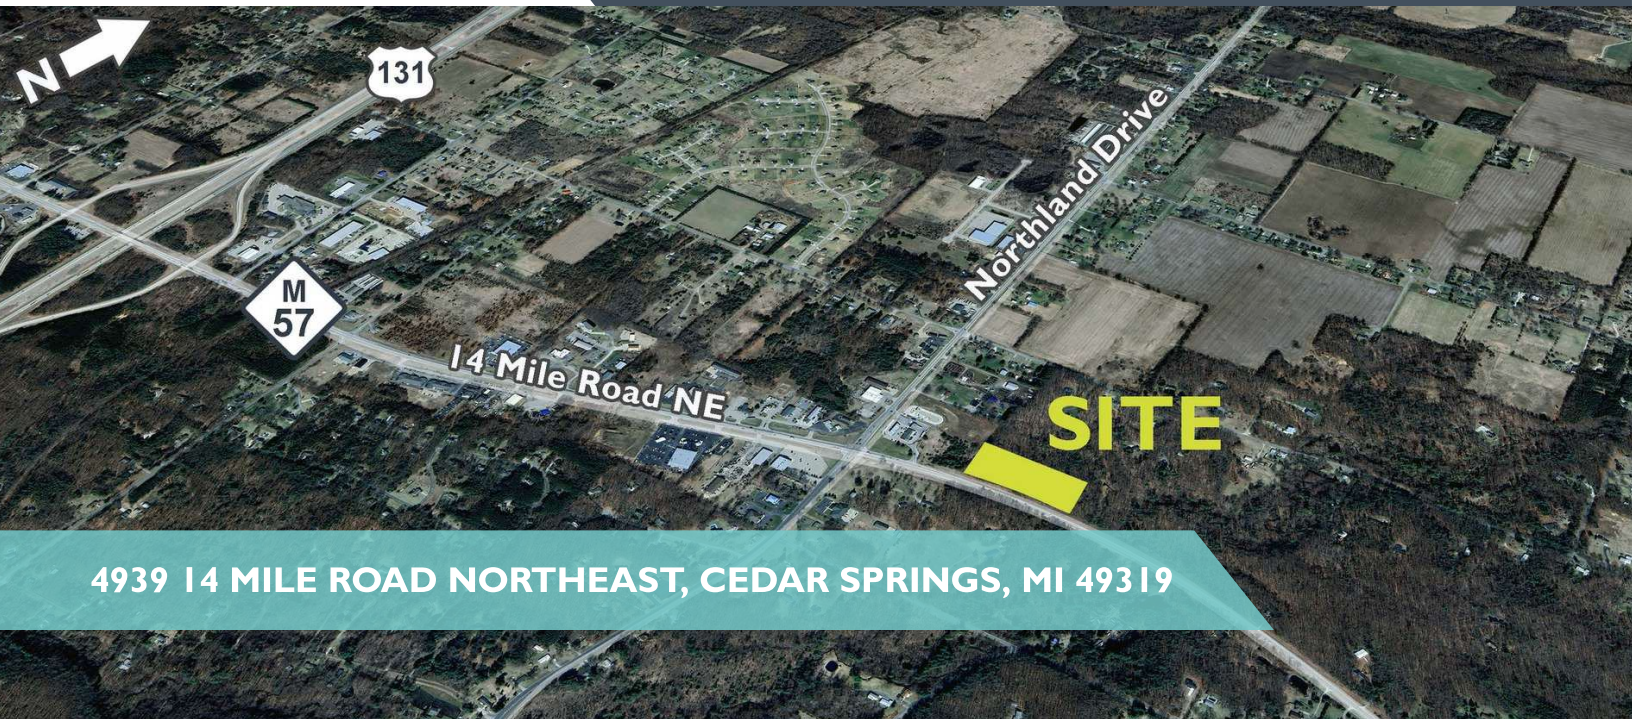 N
131
Northland Drive
M
57
14 Mile Road NE
SITE
4939 14 MILE ROAD NORTHEAST, CEDAR SPRINGS, MI 49319